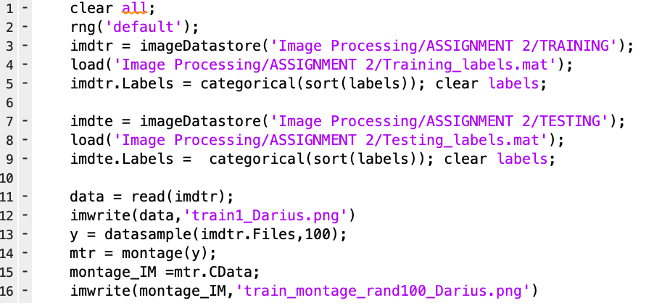 1 - clear all;
2 - rng('default');
3 - imdtr = imageDatastore('Image Processing/ASSIGNMENT 2/TRAINING');
4 - load('Image Processing/ASSIGNMENT 2/Training_labels.mat');
5 - imdtr.Labels = categorical(sort(labels)); clear labels;
6
7 - imdte = imageDatastore('Image Processing/ASSIGNMENT 2/TESTING');
8 - load('Image Processing/ASSIGNMENT 2/Testing_labels.mat');
9 - imdte.Labels =  categorical(sort(labels)); clear labels;
10
11 - data = read(imdtr);
12 - imwrite(data,'train1_Darius.png')
13 - y = datasample(imdtr.Files,100);
14 - mtr = montage(y);
15 - montage_IM =mtr.CData;
16 - imwrite(montage_IM,'train_montage_rand100_Darius.png')